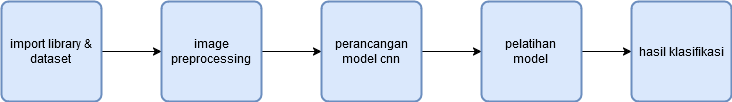 import library &
dataset
image
preprocessing
perancangan
model cnn
pelatihan
model
hasil klasifikasi